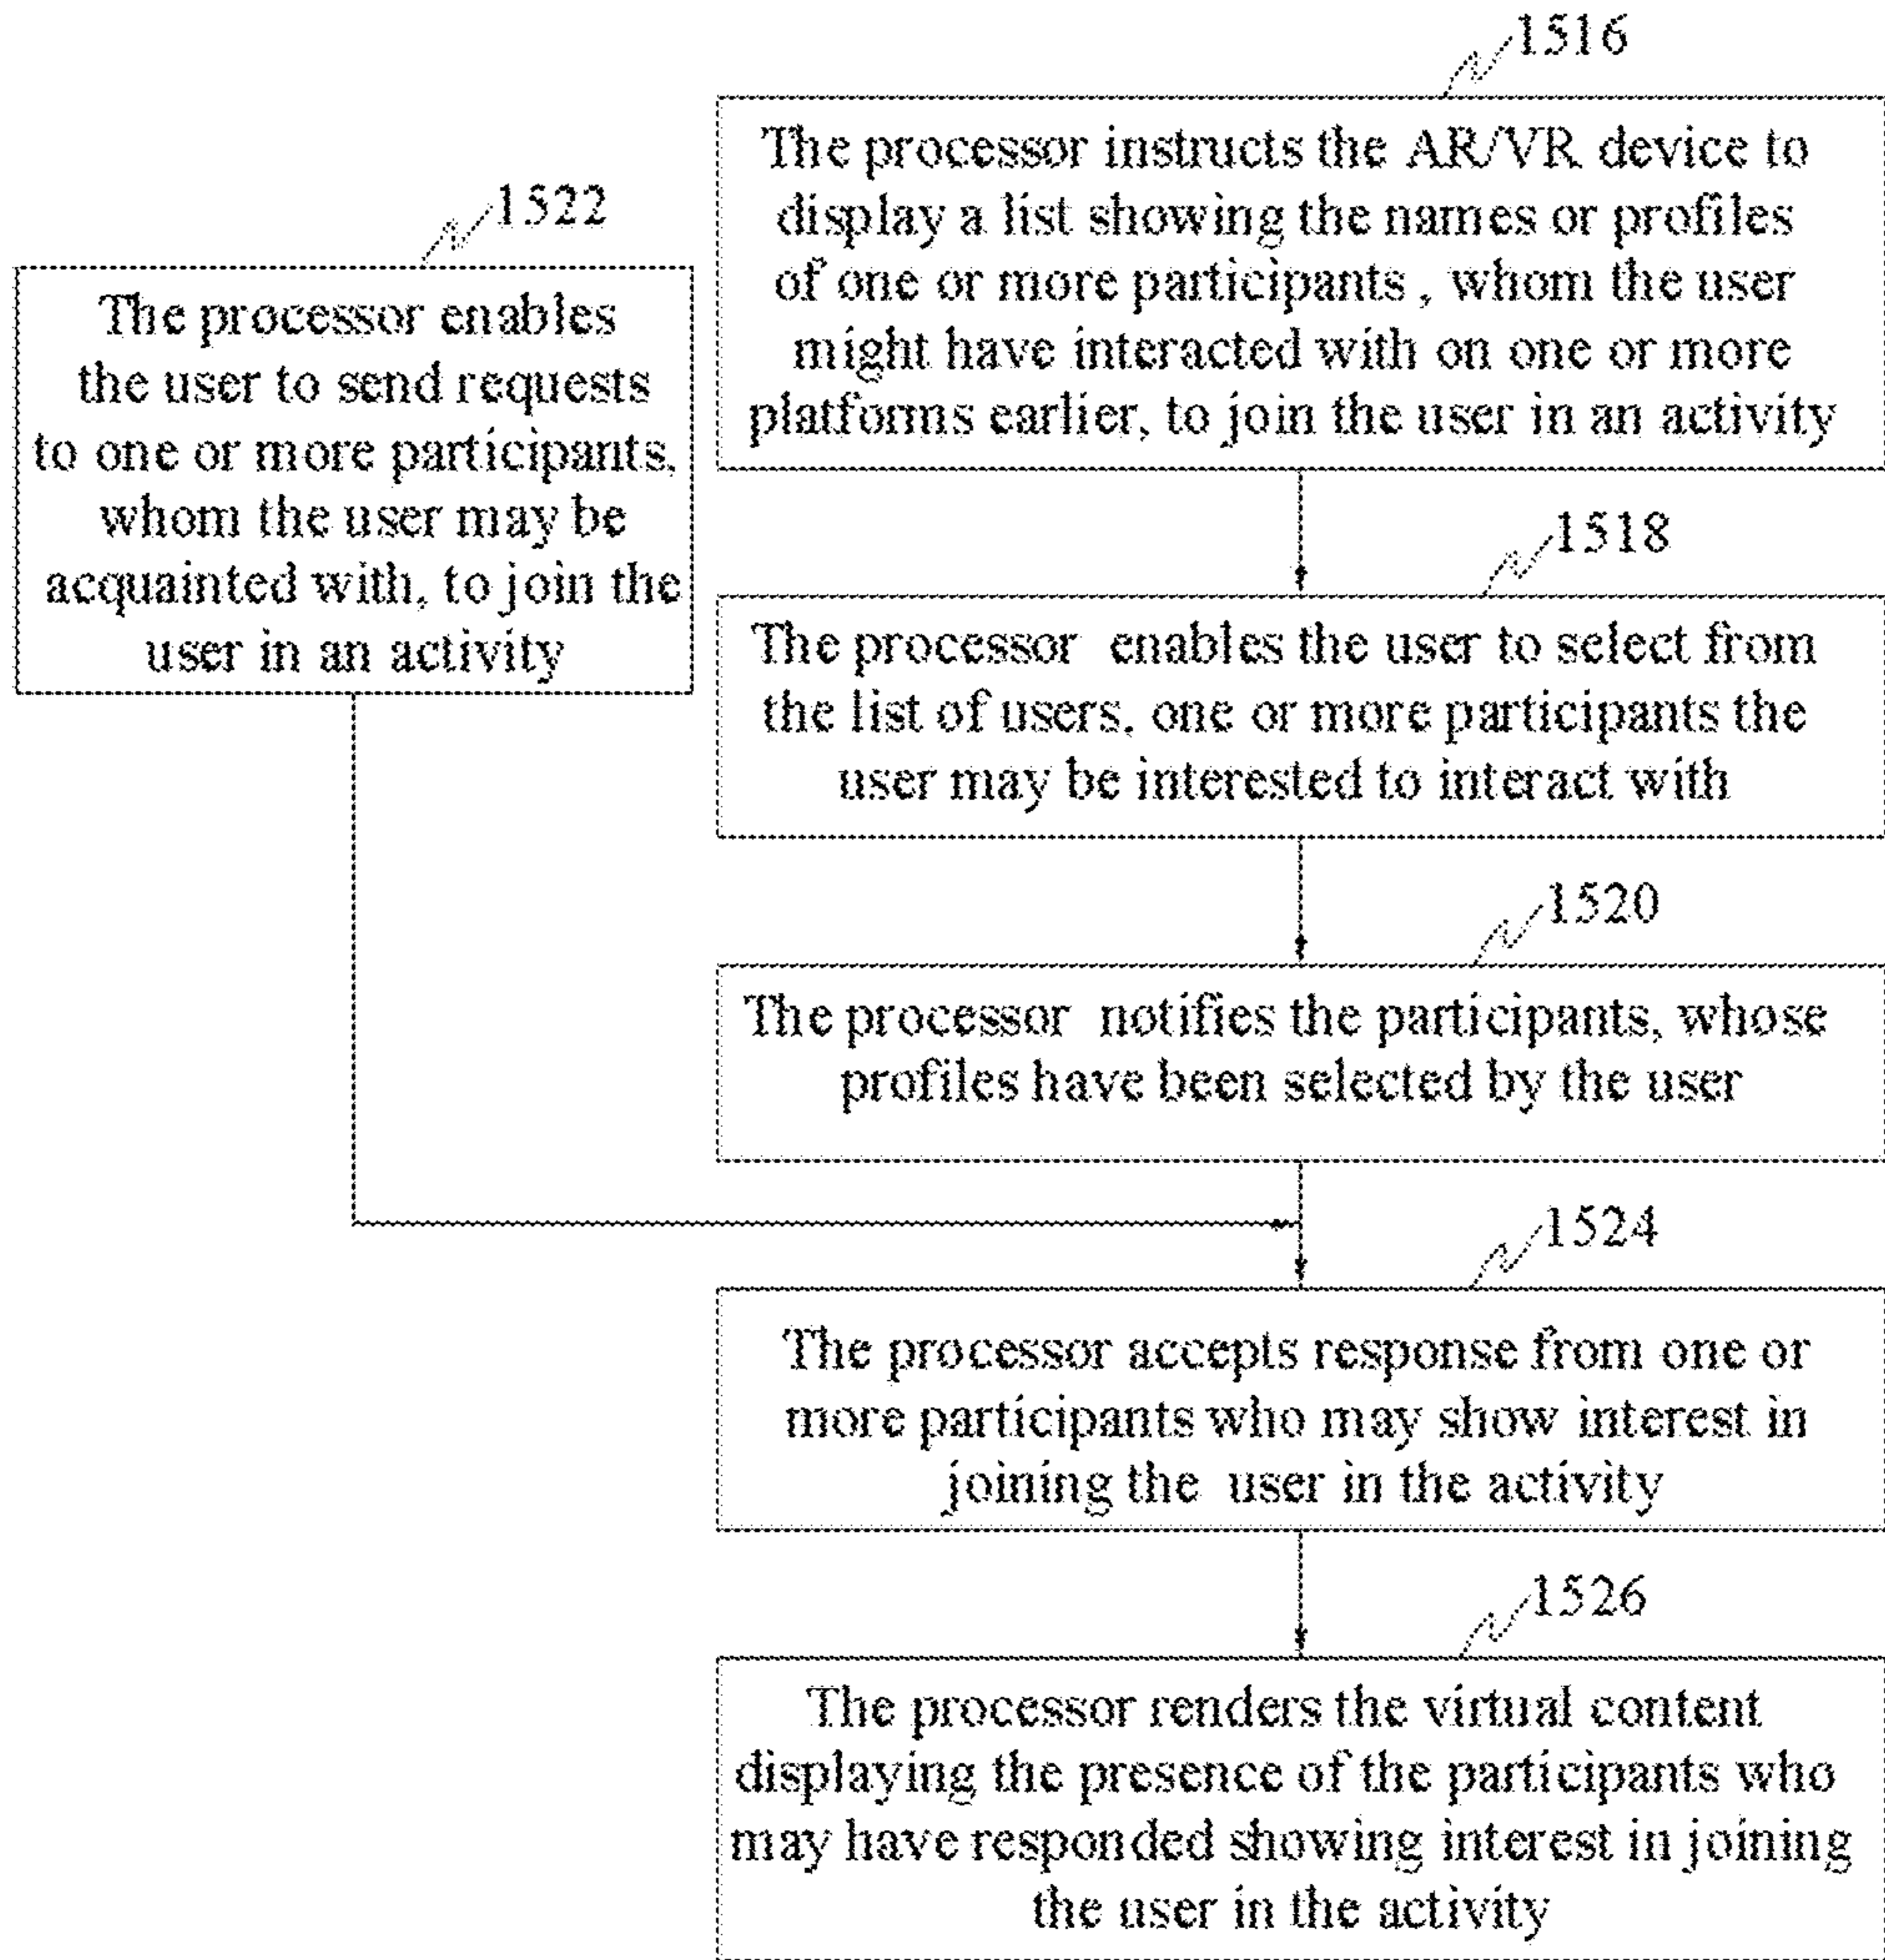 1516
The processor instructs the AR/VR device to
display a list showing the names or profiles
of one or more participants , whom the user
might have interacted with on one or more
platforms earlier, to join the user in an activity
1522
The processor enables
the user to send requests
to one or more participants,
whom the user may be
acquainted with, to join the
user in an activity
1518
The processor enables the user to select from
the list of users, one or more participants the
user may be interested to interact with
1520
The processor notifies the participants, whose
profiles have been selected by the user
1524
The processor accepts response from one or
more participants who may show interest in
joining the user in the activity
1526
The processor renders the virtual content
displaying the presence of the participants who
may have responded showing interest in joining
the user in the activity